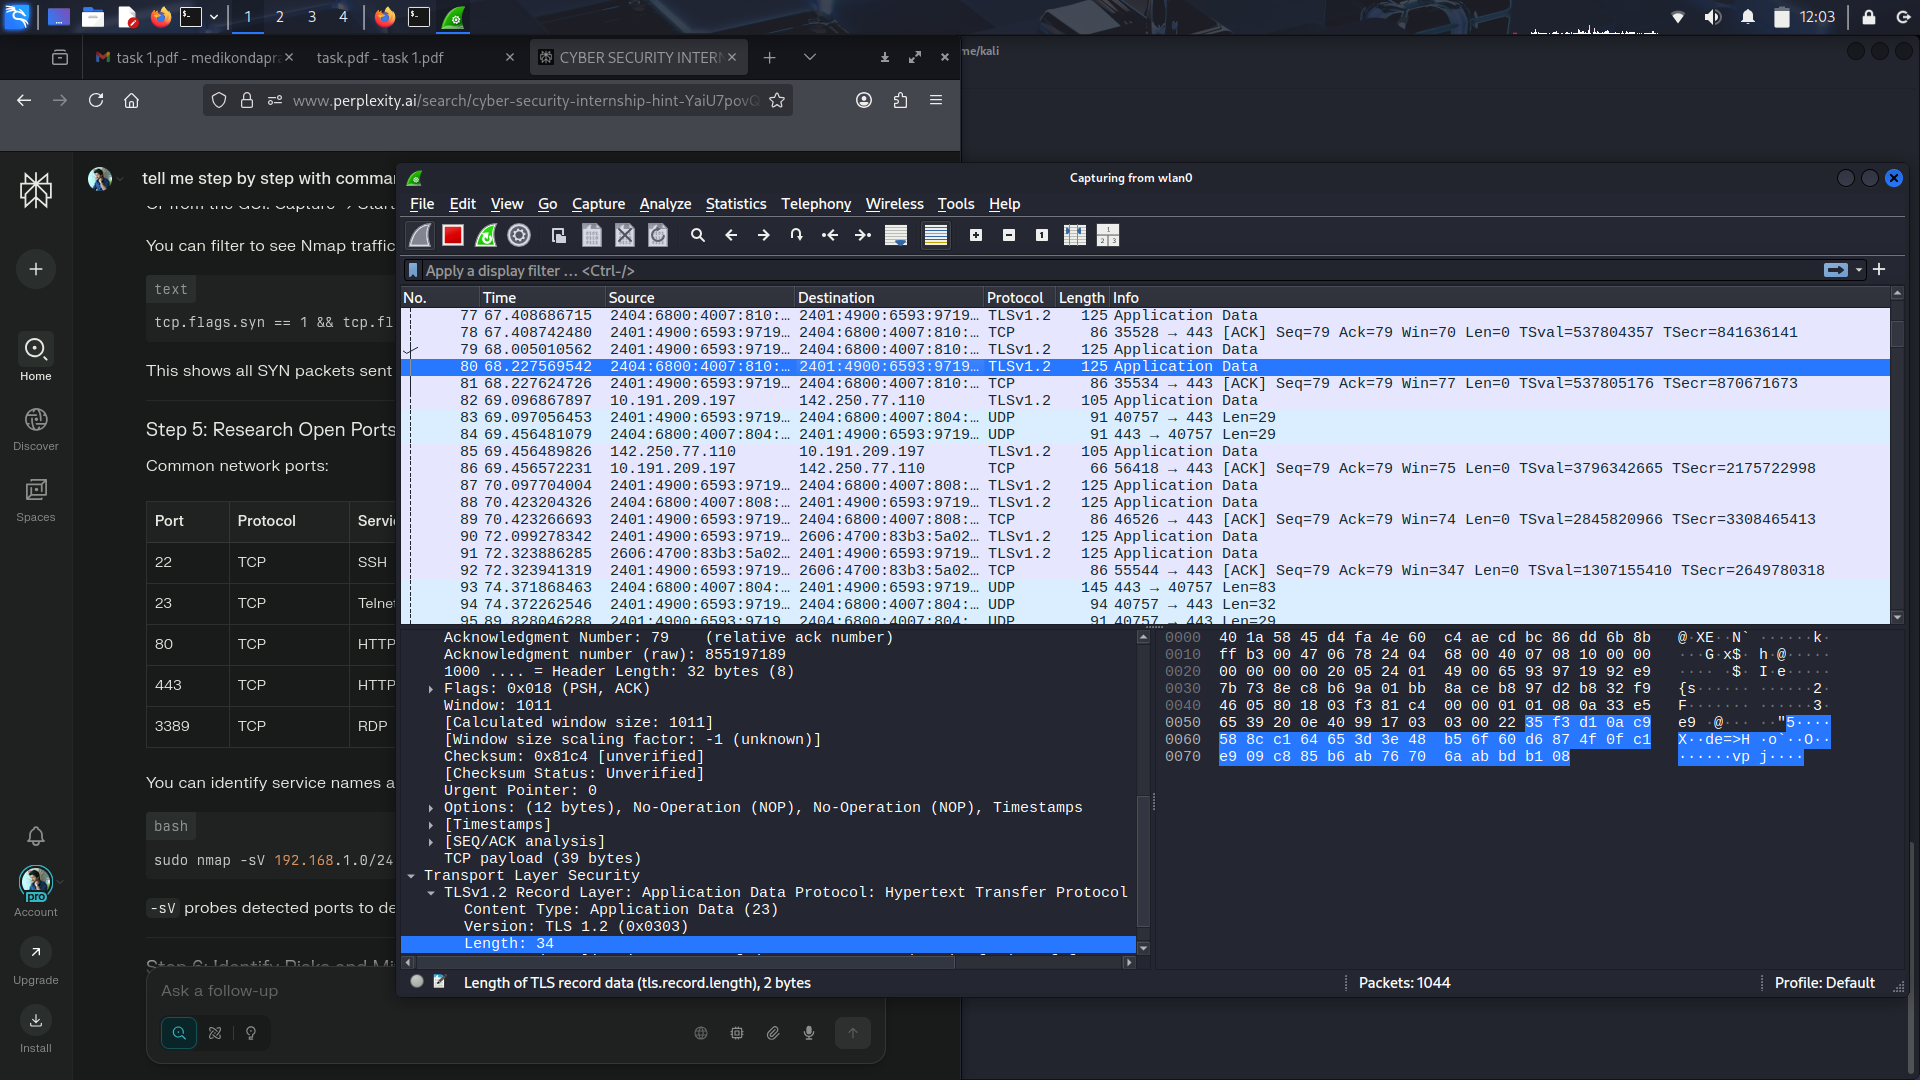 1
2
3
4
12:03
task 1.pdf - medikondapra
task.pdf - task 1.pdf
CYBER SECURITY INTERN
me/kali
www.perplexity.ai/search/cyber-security-internship-hint-YaiU7povQ
tell me step by step with comman
You can filter to see Nmap traffic
text
tcp.flags.syn == 1 && tcp.fl
This shows all SYN packets sent
Step 5: Research Open Ports
Common network ports:
Port Protocol Servi
22 TCP SSH
23 TCP Telnet
80 TCP HTTP
443 TCP HTTP
3389 TCP RDP
You can identify service names a
bash
sudo nmap -sV 192.168.1.0/24
-sV probes detected ports to de
Step 6: Identify Risks and Mi
Ask a follow-up
Home
Discover
Spaces
pro
Account
Upgrade
Install
Capturing from wlan0
File Edit View Go Capture Analyze Statistics Telephony Wireless Tools Help
Apply a display filter … <Ctrl-/>
No. Time Source Destination Protocol Length Info
77 67.408686715 2404:6800:4007:810:… 2401:4900:6593:9719… TLSv1.2 125 Application Data
78 67.408742480 2401:4900:6593:9719… 2404:6800:4007:810:… TCP 86 35528 → 443 [ACK] Seq=79 Ack=79 Win=70 Len=0 TSval=537804357 TSecr=841636141
79 68.005010562 2401:4900:6593:9719… 2404:6800:4007:810:… TLSv1.2 125 Application Data
80 68.227569542 2404:6800:4007:810:… 2401:4900:6593:9719… TLSv1.2 125 Application Data
81 68.227624726 2401:4900:6593:9719… 2404:6800:4007:810:… TCP 86 35534 → 443 [ACK] Seq=79 Ack=79 Win=77 Len=0 TSval=537805176 TSecr=870671673
82 69.096867897 10.191.209.197 142.250.77.110 TLSv1.2 105 Application Data
83 69.097056453 2401:4900:6593:9719… 2404:6800:4007:804:… UDP 91 40757 → 443 Len=29
84 69.456481079 2404:6800:4007:804:… 2401:4900:6593:9719… UDP 91 443 → 40757 Len=29
85 69.456489826 142.250.77.110 10.191.209.197 TLSv1.2 105 Application Data
86 69.456572231 10.191.209.197 142.250.77.110 TCP 66 56418 → 443 [ACK] Seq=79 Ack=79 Win=75 Len=0 TSval=3796342665 TSecr=2175722998
87 70.097704004 2401:4900:6593:9719… 2404:6800:4007:808:… TLSv1.2 125 Application Data
88 70.423204326 2404:6800:4007:808:… 2401:4900:6593:9719… TLSv1.2 125 Application Data
89 70.423266693 2401:4900:6593:9719… 2404:6800:4007:808:… TCP 86 46526 → 443 [ACK] Seq=79 Ack=79 Win=74 Len=0 TSval=2845820966 TSecr=3308465413
90 72.099278342 2401:4900:6593:9719… 2606:4700:83b3:5a02… TLSv1.2 125 Application Data
91 72.323886285 2606:4700:83b3:5a02… 2401:4900:6593:9719… TLSv1.2 125 Application Data
92 72.323941319 2401:4900:6593:9719… 2606:4700:83b3:5a02… TCP 86 55544 → 443 [ACK] Seq=79 Ack=79 Win=347 Len=0 TSval=1307155410 TSecr=2649780318
93 74.371868463 2404:6800:4007:804:… 2401:4900:6593:9719… UDP 145 443 → 40757 Len=83
94 74.372262546 2401:4900:6593:9719… 2404:6800:4007:804:… UDP 94 40757 → 443 Len=32
95 89.828046288 2401:4900:6593:9719… 2404:6800:4007:804:… UDP 91 40757 → 443 Len=29
Acknowledgment Number: 79 (relative ack number)
Acknowledgment number (raw): 855197189
1000 .... = Header Length: 32 bytes (8)
Flags: 0x018 (PSH, ACK)
Window: 1011
[Calculated window size: 1011]
[Window size scaling factor: -1 (unknown)]
Checksum: 0x81c4 [unverified]
[Checksum Status: Unverified]
Urgent Pointer: 0
Options: (12 bytes), No-Operation (NOP), No-Operation (NOP), Timestamps
[Timestamps]
[SEQ/ACK analysis]
TCP payload (39 bytes)
Transport Layer Security
TLSv1.2 Record Layer: Application Data Protocol: Hypertext Transfer Protocol
Content Type: Application Data (23)
Version: TLS 1.2 (0x0303)
Length: 34
0000 40 1a 58 45 d4 fa 4e 60 c4 ae cd bc 86 dd 6b 8b @·XE··N` ······k·
0010 ff b3 00 47 06 78 24 04 68 00 40 07 08 10 00 00 ···G·x$· h·@·····
0020 00 00 00 00 20 05 24 01 49 00 65 93 97 19 92 e9 ···· ·$· I·e·····
0030 7b 73 8e c8 b6 9a 01 bb 8a ce b8 97 d2 b8 32 f9 {s······ ······2·
0040 46 05 80 18 03 f3 81 c4 00 00 01 01 08 0a 33 e5 F······· ······3·
0050 65 39 20 0e 40 99 17 03 03 00 22 35 f3 d1 0a c9 e9 ·@··· ··"5····
0060 58 8c c1 64 65 3d 3e 48 b5 6f 60 d6 87 4f 0f c1 X··de=>H ·o`··O··
0070 e9 09 c8 85 b6 ab 76 70 6a ab bd b1 08 ······vp j····
Length of TLS record data (tls.record.length), 2 bytes
Packets: 1044
Profile: Default